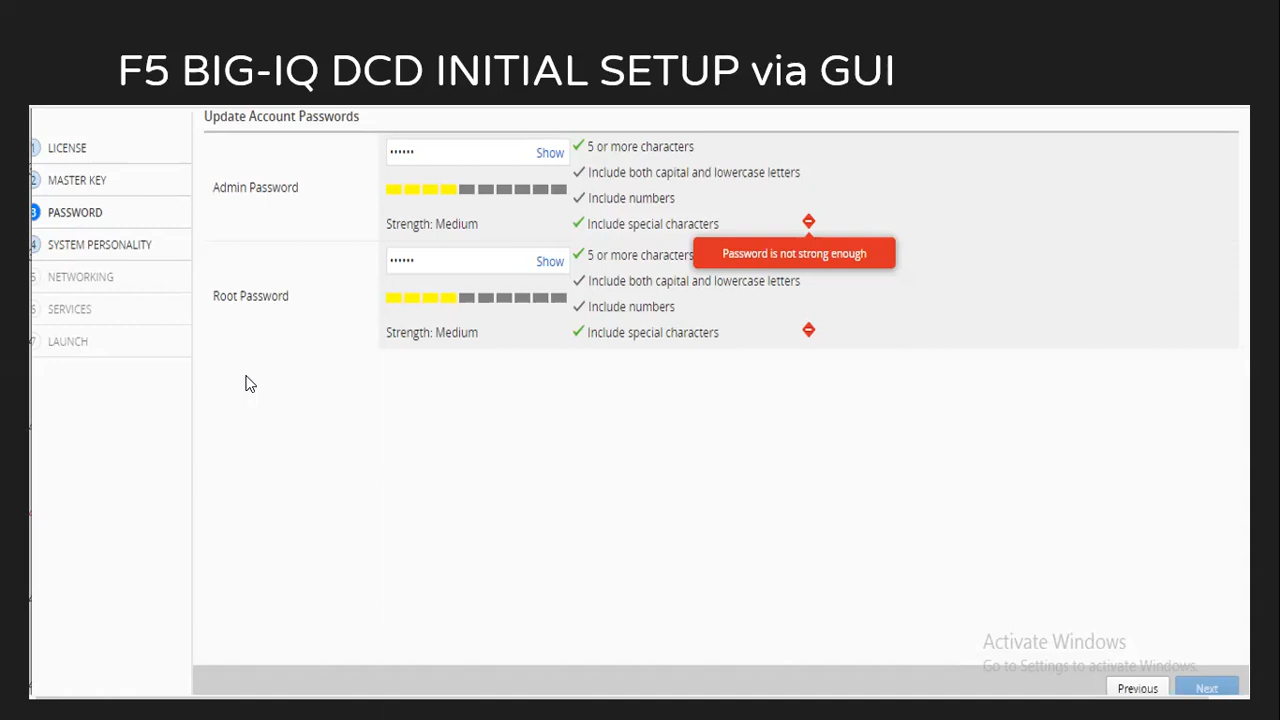 F5 BIG-IQ DCD INITIAL SETUP via GUI
Update Account Passwords
1 LICENSE
2 MASTER KEY
3 PASSWORD
4 SYSTEM PERSONALITY
5 NETWORKING
6 SERVICES
7 LAUNCH
Admin Password
•••••• Show
Strength: Medium
5 or more characters
Include both capital and lowercase letters
Include numbers
Include special characters
Password is not strong enough
Root Password
•••••• Show
Strength: Medium
5 or more characters
Include both capital and lowercase letters
Include numbers
Include special characters
Activate Windows
Go to Settings to activate Windows.
Previous
Next